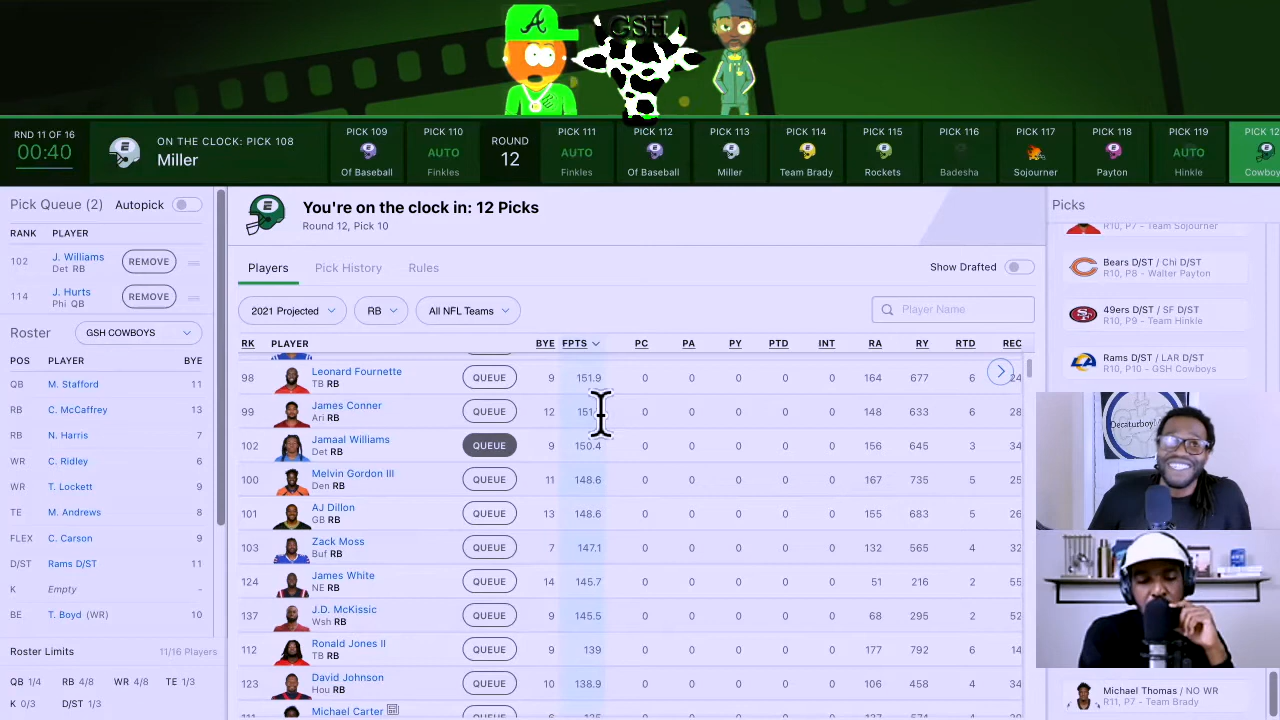 GSH
RND 11 OF 16
00:40
ON THE CLOCK: PICK 108
Miller
PICK 109
Of Baseball
PICK 110
AUTO
Finkles
ROUND
12
PICK 111
AUTO
Finkles
PICK 112
Of Baseball
PICK 113
Miller
PICK 114
Team Brady
PICK 115
Rockets
PICK 116
Badesha
PICK 117
Sojourner
PICK 118
Payton
PICK 119
AUTO
Hinkle
PICK 12
Cowboy
Pick Queue (2) Autopick
RANK PLAYER
102 J. Williams Det RB REMOVE
114 J. Hurts Phi QB REMOVE
Roster GSH COWBOYS
POS PLAYER BYE
QB M. Stafford 11
RB C. McCaffrey 13
RB N. Harris 7
WR C. Ridley 6
WR T. Lockett 9
TE M. Andrews 8
FLEX C. Carson 9
D/ST Rams D/ST 11
K Empty -
BE T. Boyd (WR) 10
Roster Limits 11/16 Players
QB 1/4 RB 4/8 WR 4/8 TE 1/3
K 0/3 D/ST 1/3
You're on the clock in: 12 Picks
Round 12, Pick 10
Players Pick History Rules
Show Drafted
2021 Projected RB All NFL Teams Player Name
RK PLAYER BYE FPTS PC PA PY PTD INT RA RY RTD REC
98 Leonard Fournette TB RB QUEUE 9 151.9 0 0 0 0 0 164 677 6 24
99 James Conner Ari RB QUEUE 12 151. 0 0 0 0 0 148 633 6 28
102 Jamaal Williams Det RB QUEUE 9 150.4 0 0 0 0 0 156 645 3 34
100 Melvin Gordon III Den RB QUEUE 11 148.6 0 0 0 0 0 167 735 5 25
101 AJ Dillon GB RB QUEUE 13 148.6 0 0 0 0 0 155 683 5 26
103 Zack Moss Buf RB QUEUE 7 147.1 0 0 0 0 0 132 565 4 32
124 James White NE RB QUEUE 14 145.7 0 0 0 0 0 51 216 2 55
137 J.D. McKissic Wsh RB QUEUE 9 145.5 0 0 0 0 0 68 295 2 52
112 Ronald Jones II TB RB QUEUE 9 139 0 0 0 0 0 177 792 6 14
123 David Johnson Hou RB QUEUE 10 138.9 0 0 0 0 0 106 458 4 34
Michael Carter
Picks
R10, P7 - Team Sojourner
Bears D/ST / Chi D/ST
R10, P8 - Walter Payton
49ers D/ST / SF D/ST
R10, P9 - Team Hinkle
Rams D/ST / LAR D/ST
R10, P10 - GSH Cowboys
Michael Thomas / NO WR
R11, P7 - Team Brady